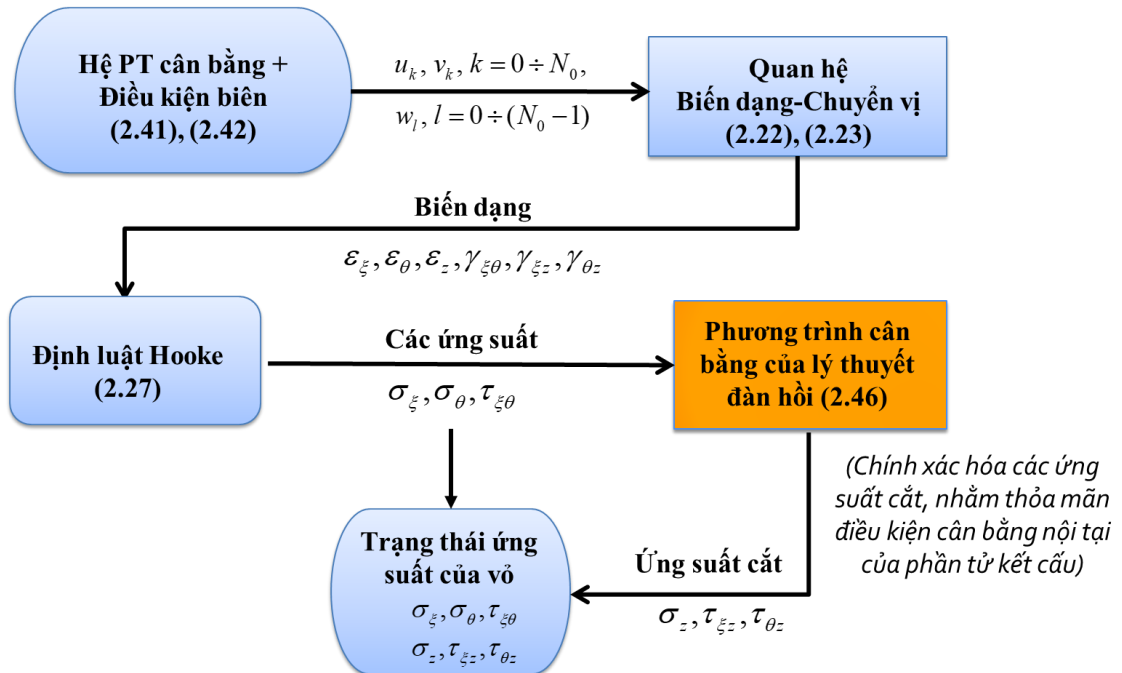 Hệ PT cân bằng +
Điều kiện biên
(2.41), (2.42)
u_k, v_k, k = 0 ÷ N_0,
w_l, l = 0 ÷ (N_0 − 1)
Quan hệ
Biến dạng-Chuyển vị
(2.22), (2.23)
Biến dạng
ε_ξ, ε_θ, ε_z, γ_ξθ, γ_ξz, γ_θz
Định luật Hooke
(2.27)
Các ứng suất
σ_ξ, σ_θ, τ_ξθ
Phương trình cân
bằng của lý thuyết
đàn hồi (2.46)
(Chính xác hóa các ứng
suất cắt, nhằm thỏa mãn
điều kiện cân bằng nội tại
của phần tử kết cấu)
Trạng thái ứng
suất của vỏ
σ_ξ, σ_θ, τ_ξθ
σ_z, τ_ξz, τ_θz
Ứng suất cắt
σ_z, τ_ξz, τ_θz